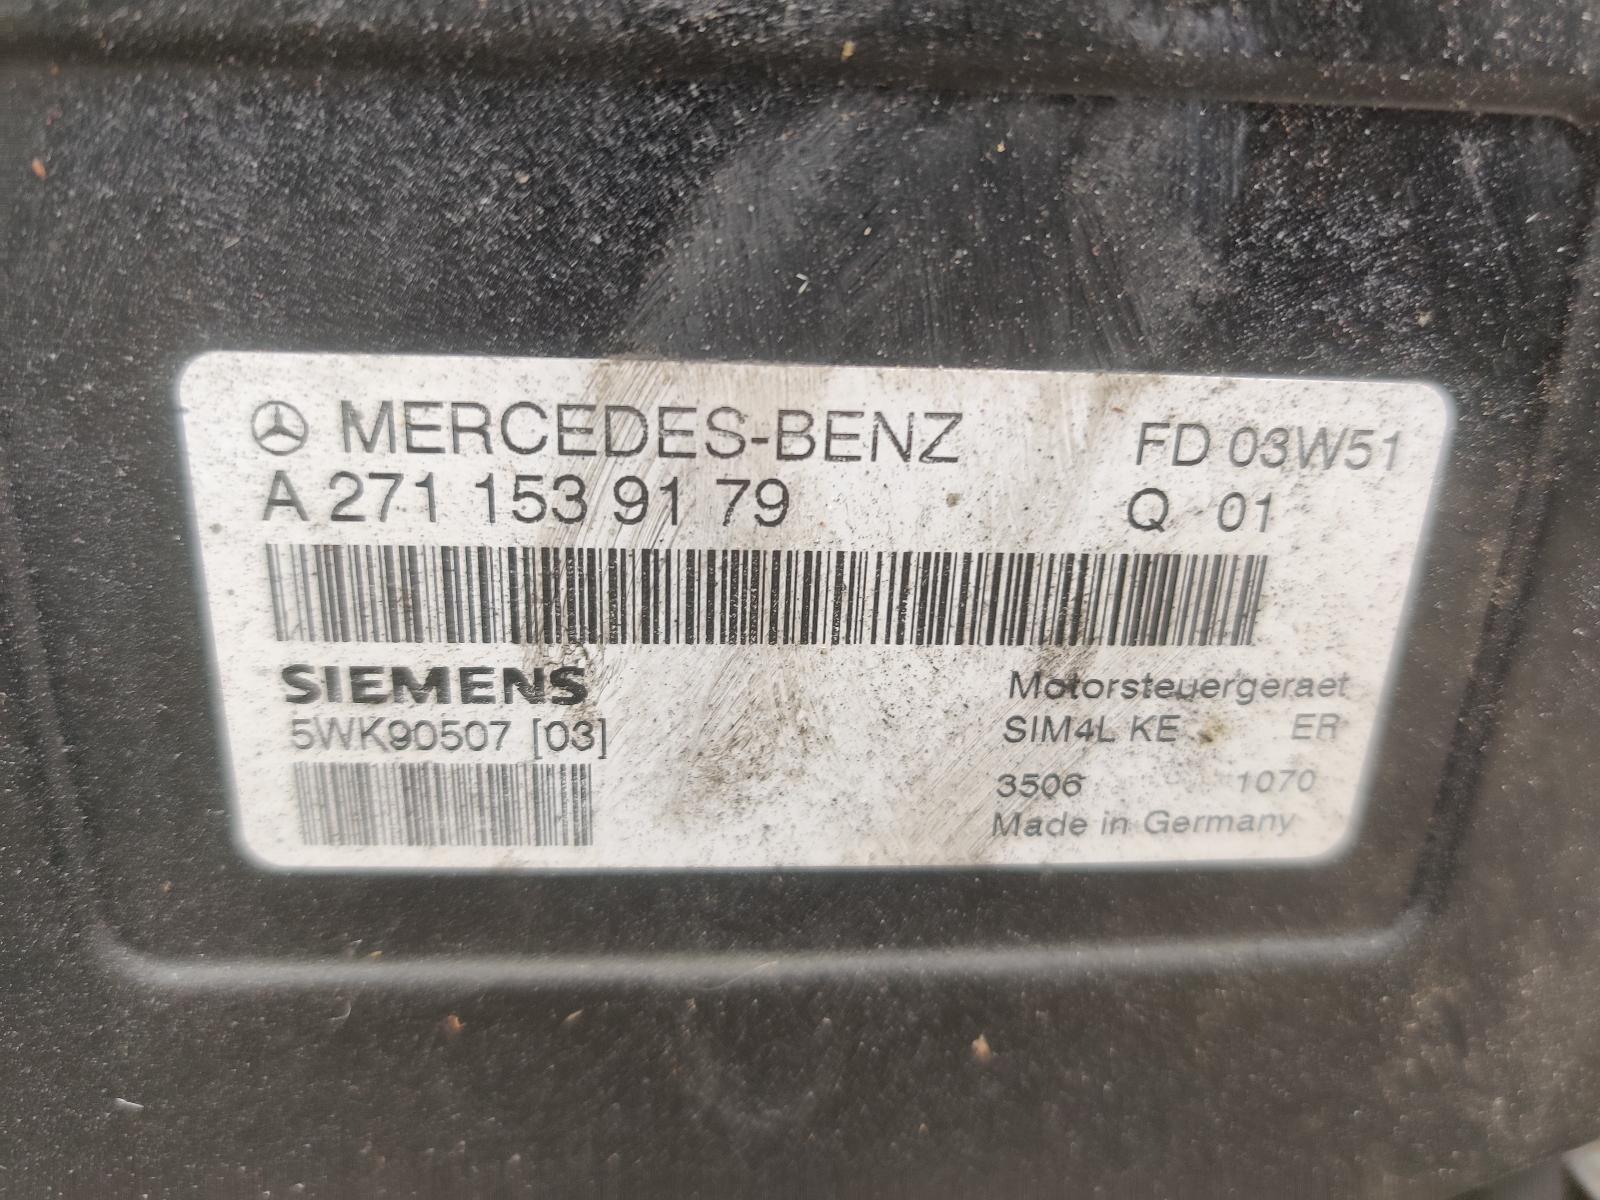 MERCEDES-BENZ FD 03W51
A 271 153 91 79 Q 01
SIEMENS Motorsteuergeraet
5WK90507 [03] SIM4L KE ER
3506 1070
Made in Germany